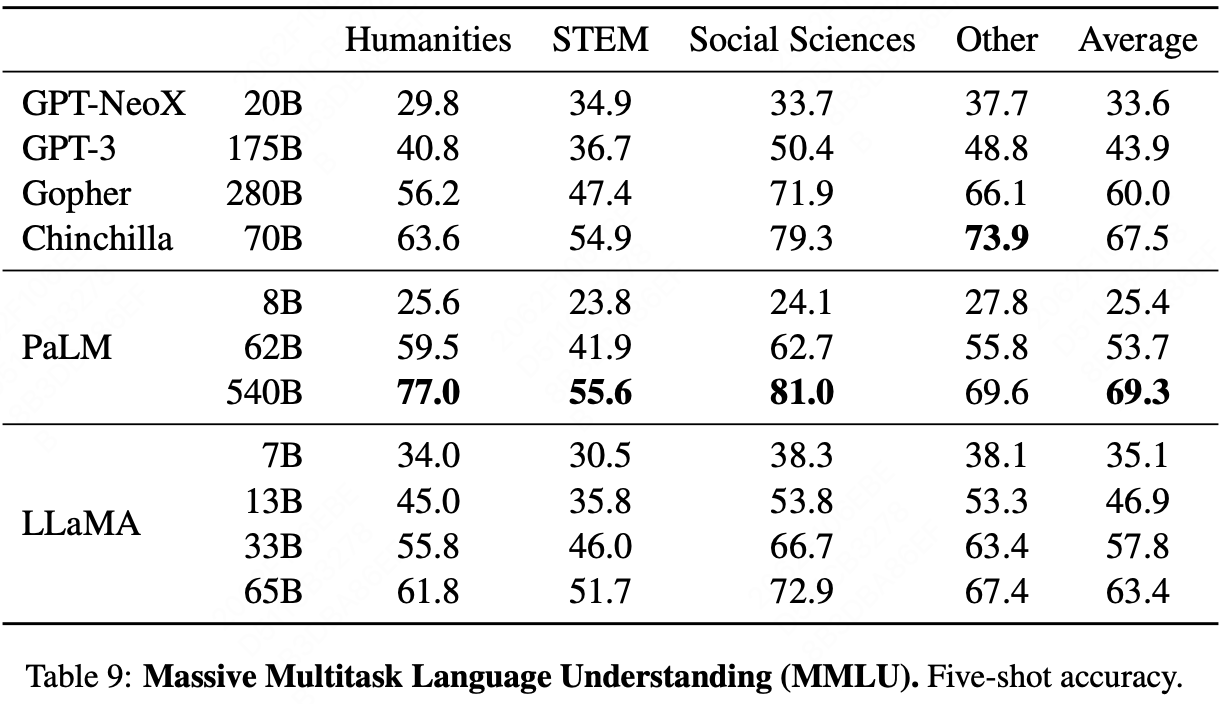 Humanities STEM Social Sciences Other Average
GPT-NeoX 20B 29.8 34.9 33.7 37.7 33.6
GPT-3 175B 40.8 36.7 50.4 48.8 43.9
Gopher 280B 56.2 47.4 71.9 66.1 60.0
Chinchilla 70B 63.6 54.9 79.3 73.9 67.5
8B 25.6 23.8 24.1 27.8 25.4
PaLM 62B 59.5 41.9 62.7 55.8 53.7
540B 77.0 55.6 81.0 69.6 69.3
7B 34.0 30.5 38.3 38.1 35.1
13B 45.0 35.8 53.8 53.3 46.9
LLaMA
33B 55.8 46.0 66.7 63.4 57.8
65B 61.8 51.7 72.9 67.4 63.4
Table 9: Massive Multitask Language Understanding (MMLU). Five-shot accuracy.